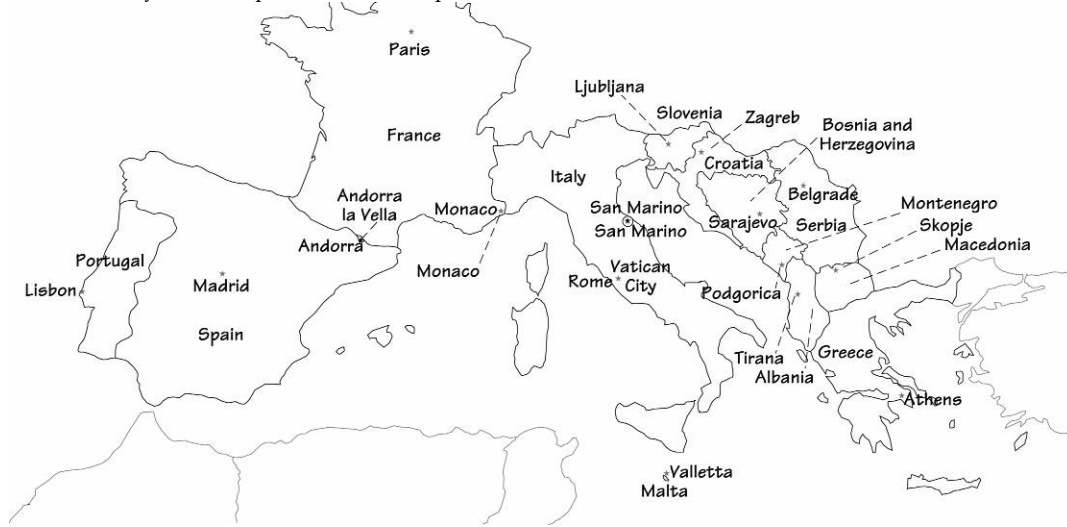 Paris
Ljubljana
Slovenia
Zagreb
Bosnia and
Herzegovina
France
Croatia
Italy
Andorra
la Vella
Belgrade
Monaco
San Marino
Montenegro
Sarajevo
Serbia
Skopje
San Marino
Andorra
Macedonia
Portugal
Monaco
Vatican
City
Rome
Lisbon
Madrid
Podgorica
Spain
Tirana
Greece
Albania
Athens
Valletta
Malta